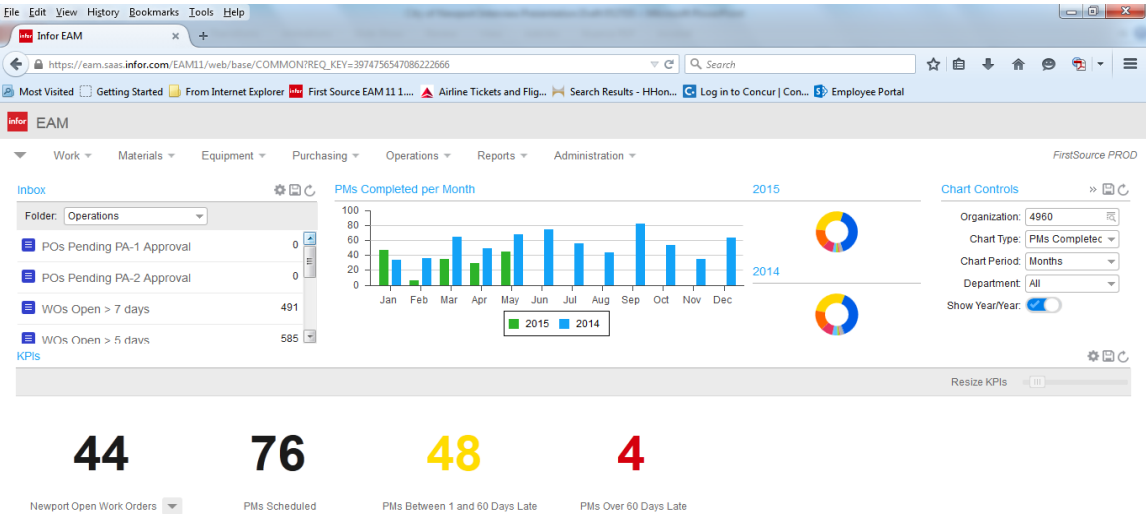 File Edit View History Bookmarks Tools Help
infor Infor EAM × +
https://eam.saas.infor.com/EAM11/web/base/COMMON?REQ_KEY=3974756547086222666 Search
Most Visited Getting Started From Internet Explorer infor First Source EAM 11 1.... Airline Tickets and Flig... Search Results - HHon... Log in to Concur | Con... Employee Portal
infor EAM
Work Materials Equipment Purchasing Operations Reports Administration FirstSource PROD
Inbox PMs Completed per Month 2015 Chart Controls
Folder: Operations
POs Pending PA-1 Approval 0
POs Pending PA-2 Approval 0
WOs Open > 7 days 491
WOs Open > 5 days 585
100
80
60
40
20
0
Jan Feb Mar Apr May Jun Jul Aug Sep Oct Nov Dec
2015 2014
2014
Organization: 4960
Chart Type: PMs Completec
Chart Period: Months
Department: All
Show Year/Year:
KPIs
Resize KPIs
44 76 48 4
Newport Open Work Orders PMs Scheduled PMs Between 1 and 60 Days Late PMs Over 60 Days Late